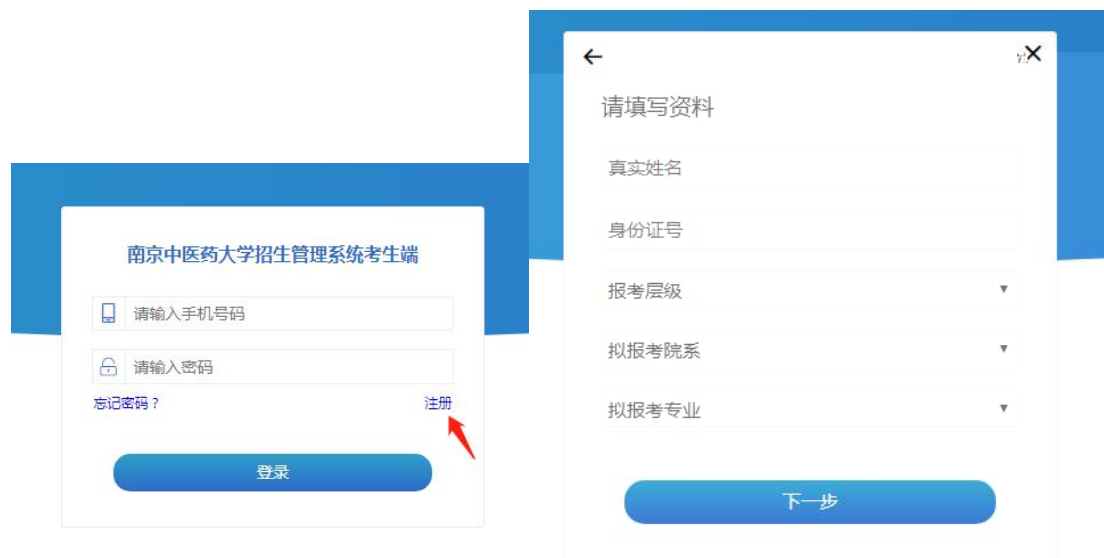 南京中医药大学招生管理系统考生端
请输入手机号码
请输入密码
忘记密码？
注册
登录
请填写资料
真实姓名
身份证号
报考层级
拟报考院系
拟报考专业
下一步